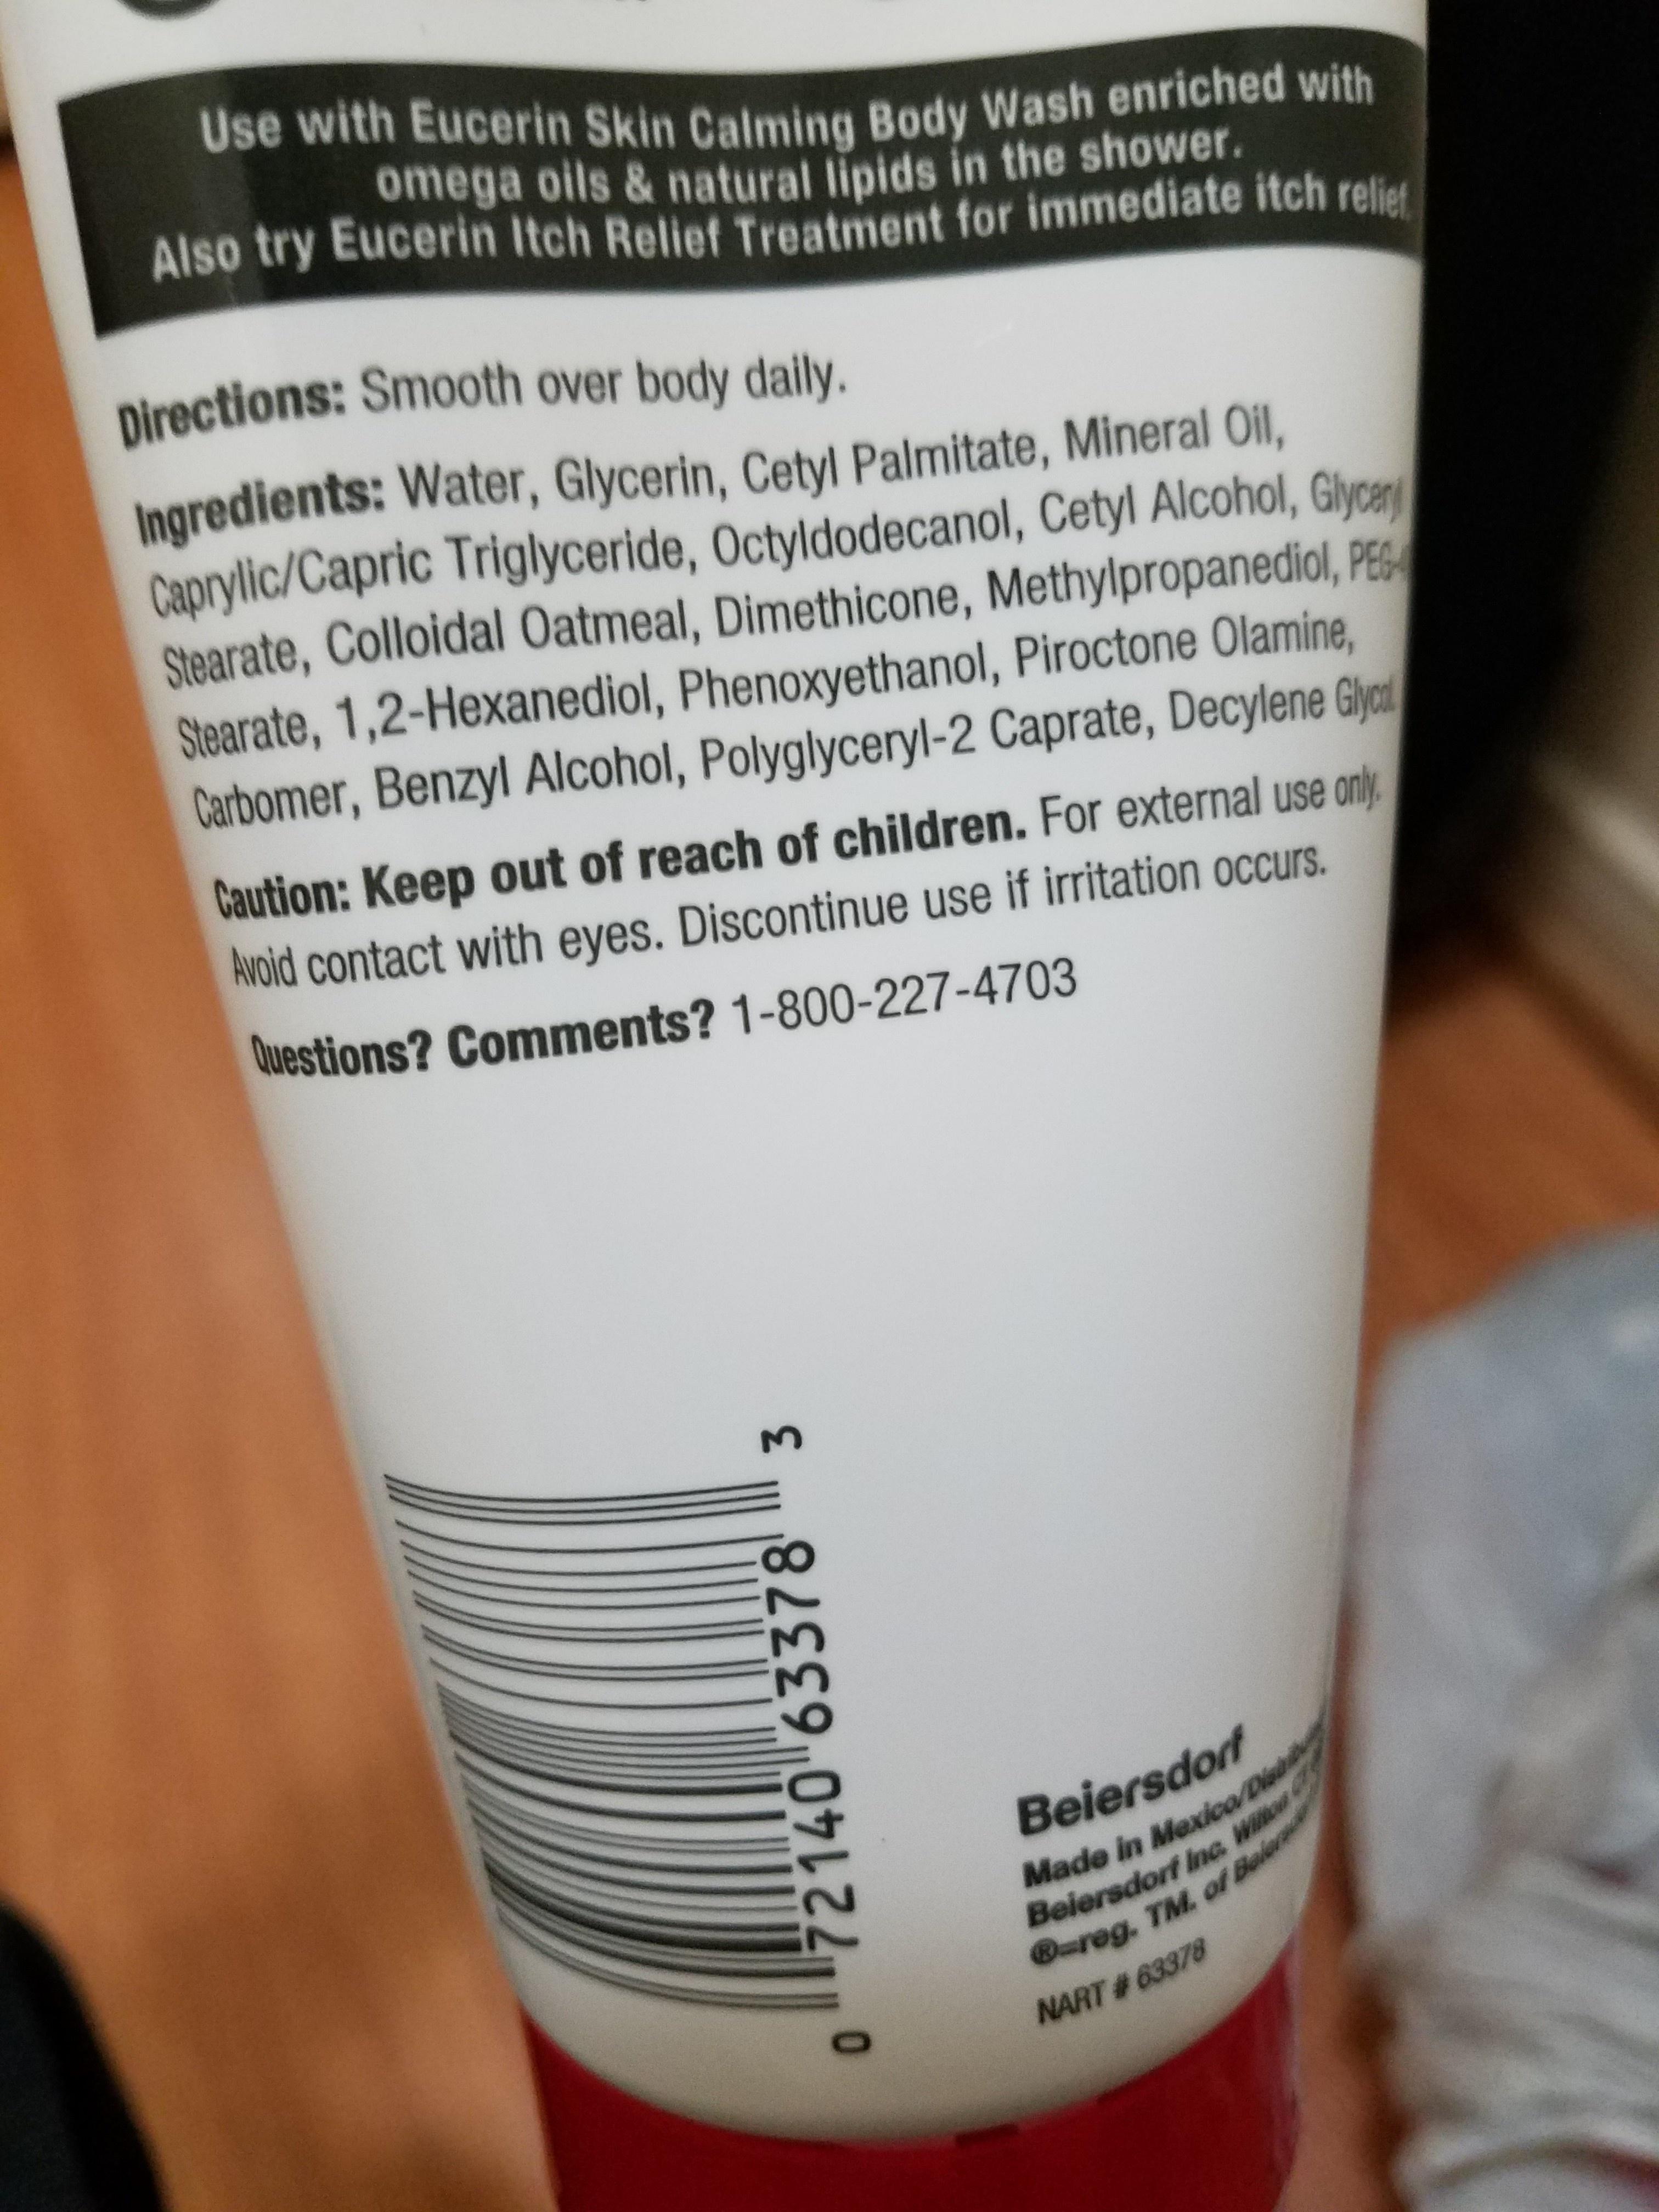 Use with Eucerin Skin Calming Body Wash enriched with
omega oils & natural lipids in the shower.
Also try Eucerin Itch Relief Treatment for immediate itch relief.
Directions: Smooth over body daily.
Ingredients: Water, Glycerin, Cetyl Palmitate, Mineral Oil,
Caprylic/Capric Triglyceride, Octyldodecanol, Cetyl Alcohol, Glyceryl
Stearate, Colloidal Oatmeal, Dimethicone, Methylpropanediol,
Stearate, 1,2-Hexanediol, Phenoxyethanol, Piroctone Olamine,
Carbomer, Benzyl Alcohol, Polyglyceryl-2 Caprate, Decylene Glycol.
Caution: Keep out of reach of children. For external use only.
Avoid contact with eyes. Discontinue use if irritation occurs.
Questions? Comments? 1-800-227-4703
0 72140 63378 3
Beiersdorf
Made in Mexico/
Beiersdorf Inc. Wilton, CT
®=reg. TM. of Beiersdorf
NART # 63378